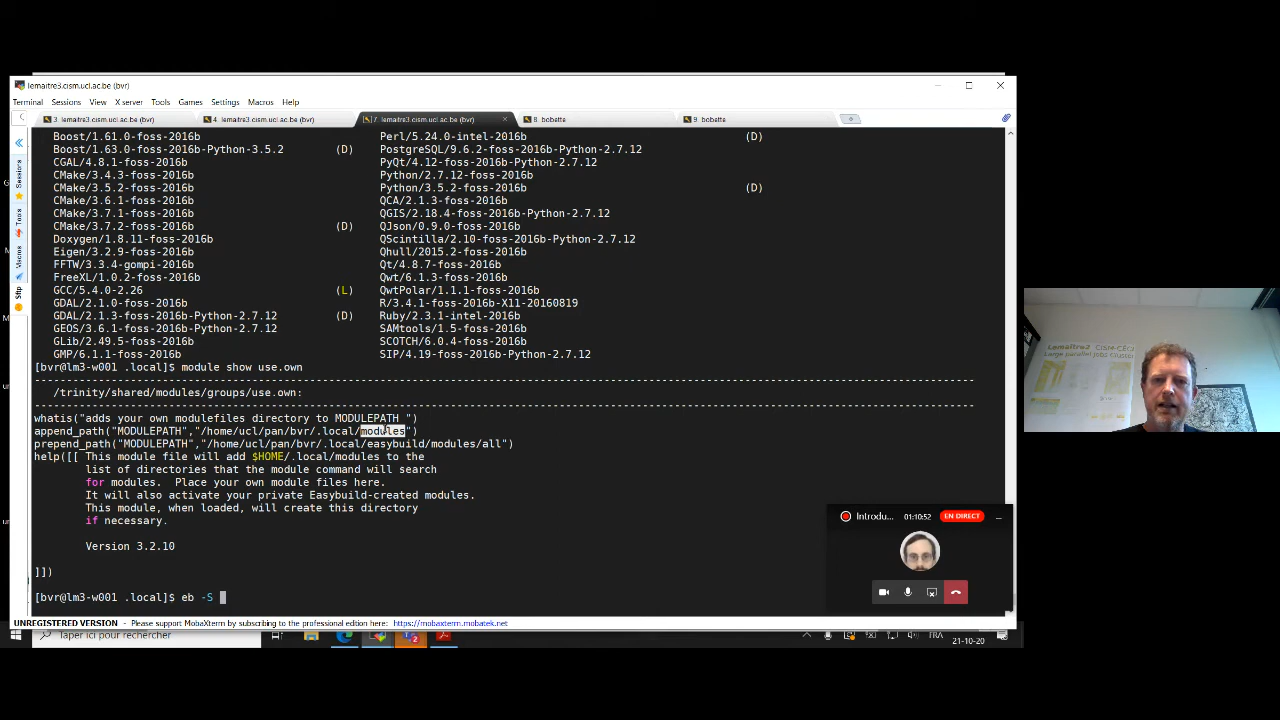 lemaitre3.cism.ucl.ac.be (bvr)
Terminal Sessions View X server Tools Games Settings Macros Help
3 lemaitre3.cism.ucl.ac.be (bvr) 4 lemaitre3.cism.ucl.ac.be (bvr) 7 lemaitre3.cism.ucl.ac.be (bvr) 8 bobette 9 bobette
Sessions
Tools
Macros
Sftp
Boost/1.61.0-foss-2016b Perl/5.24.0-intel-2016b (D)
Boost/1.63.0-foss-2016b-Python-3.5.2 (D) PostgreSQL/9.6.2-foss-2016b-Python-2.7.12
CGAL/4.8.1-foss-2016b PyQt/4.12-foss-2016b-Python-2.7.12
CMake/3.4.3-foss-2016b Python/2.7.12-foss-2016b
CMake/3.5.2-foss-2016b Python/3.5.2-foss-2016b (D)
CMake/3.6.1-foss-2016b QCA/2.1.3-foss-2016b
CMake/3.7.1-foss-2016b QGIS/2.18.4-foss-2016b-Python-2.7.12
CMake/3.7.2-foss-2016b (D) QJson/0.9.0-foss-2016b
Doxygen/1.8.11-foss-2016b QScintilla/2.10-foss-2016b-Python-2.7.12
Eigen/3.2.9-foss-2016b Qhull/2015.2-foss-2016b
FFTW/3.3.4-gompi-2016b Qt/4.8.7-foss-2016b
FreeXL/1.0.2-foss-2016b Qwt/6.1.3-foss-2016b
GCC/5.4.0-2.26 (L) QwtPolar/1.1.1-foss-2016b
GDAL/2.1.0-foss-2016b R/3.4.1-foss-2016b-X11-20160819
GDAL/2.1.3-foss-2016b-Python-2.7.12 (D) Ruby/2.3.1-intel-2016b
GEOS/3.6.1-foss-2016b-Python-2.7.12 SAMtools/1.5-foss-2016b
GLib/2.49.5-foss-2016b SCOTCH/6.0.4-foss-2016b
GMP/6.1.1-foss-2016b SIP/4.19-foss-2016b-Python-2.7.12
[bvr@lm3-w001 .local]$ module show use.own
/trinity/shared/modules/groups/use.own:
whatis("adds your own modulefiles directory to MODULEPATH ")
append_path("MODULEPATH","/home/ucl/pan/bvr/.local/modules")
prepend_path("MODULEPATH","/home/ucl/pan/bvr/.local/easybuild/modules/all")
help([[ This module file will add $HOME/.local/modules to the
list of directories that the module command will search
for modules. Place your own module files here.
It will also activate your private Easybuild-created modules.
This module, when loaded, will create this directory
if necessary.
Version 3.2.10
]])
[bvr@lm3-w001 .local]$ eb -S
Introdu... 01:10:52 EN DIRECT
UNREGISTERED VERSION - Please support MobaXterm by subscribing to the professional edition here: https://mobaxterm.mobatek.net
Taper ici pour rechercher
FRA
21-10-20
Lemaitre2 CISM-CECI
Large parallel jobs Cluster